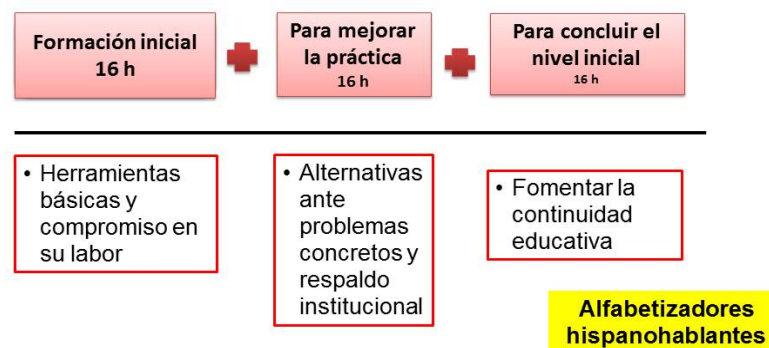 Formación inicial
16 h
Para mejorar
la práctica
16 h
Para concluir el
nivel inicial
16 h
• Herramientas
básicas y
compromiso en
su labor
• Alternativas
ante
problemas
concretos y
respaldo
institucional
• Fomentar la
continuidad
educativa
Alfabetizadores
hispanohablantes